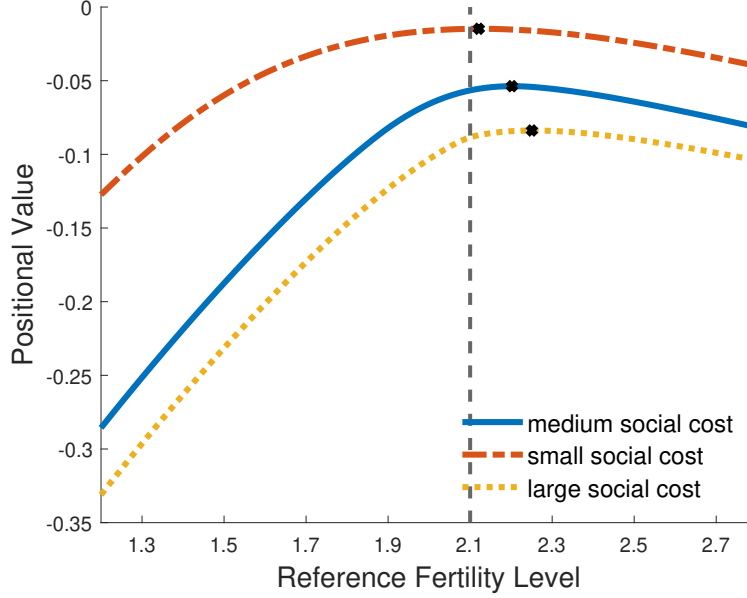 0
-0.05
-0.1
-0.15
-0.2
-0.25
-0.3
-0.35
Positional Value
medium social cost
small social cost
large social cost
1.3 1.5 1.7 1.9 2.1 2.3 2.5 2.7
Reference Fertility Level